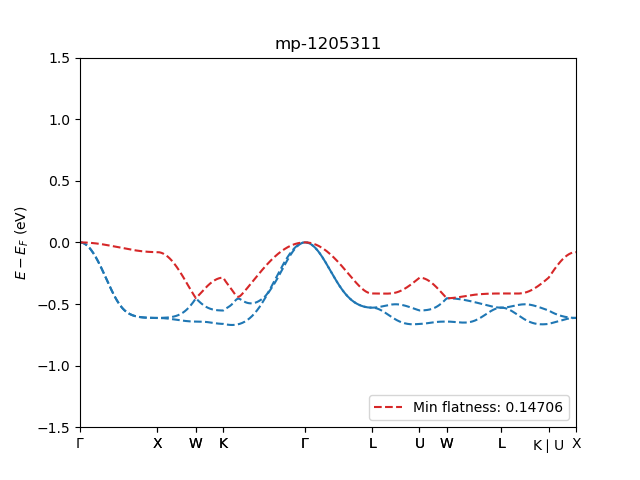 mp-1205311
1.5
1.0
0.5
0.0
−0.5
−1.0
−1.5
E − E_F (eV)
Γ X W K Γ L U W L K | U X
Min flatness: 0.14706